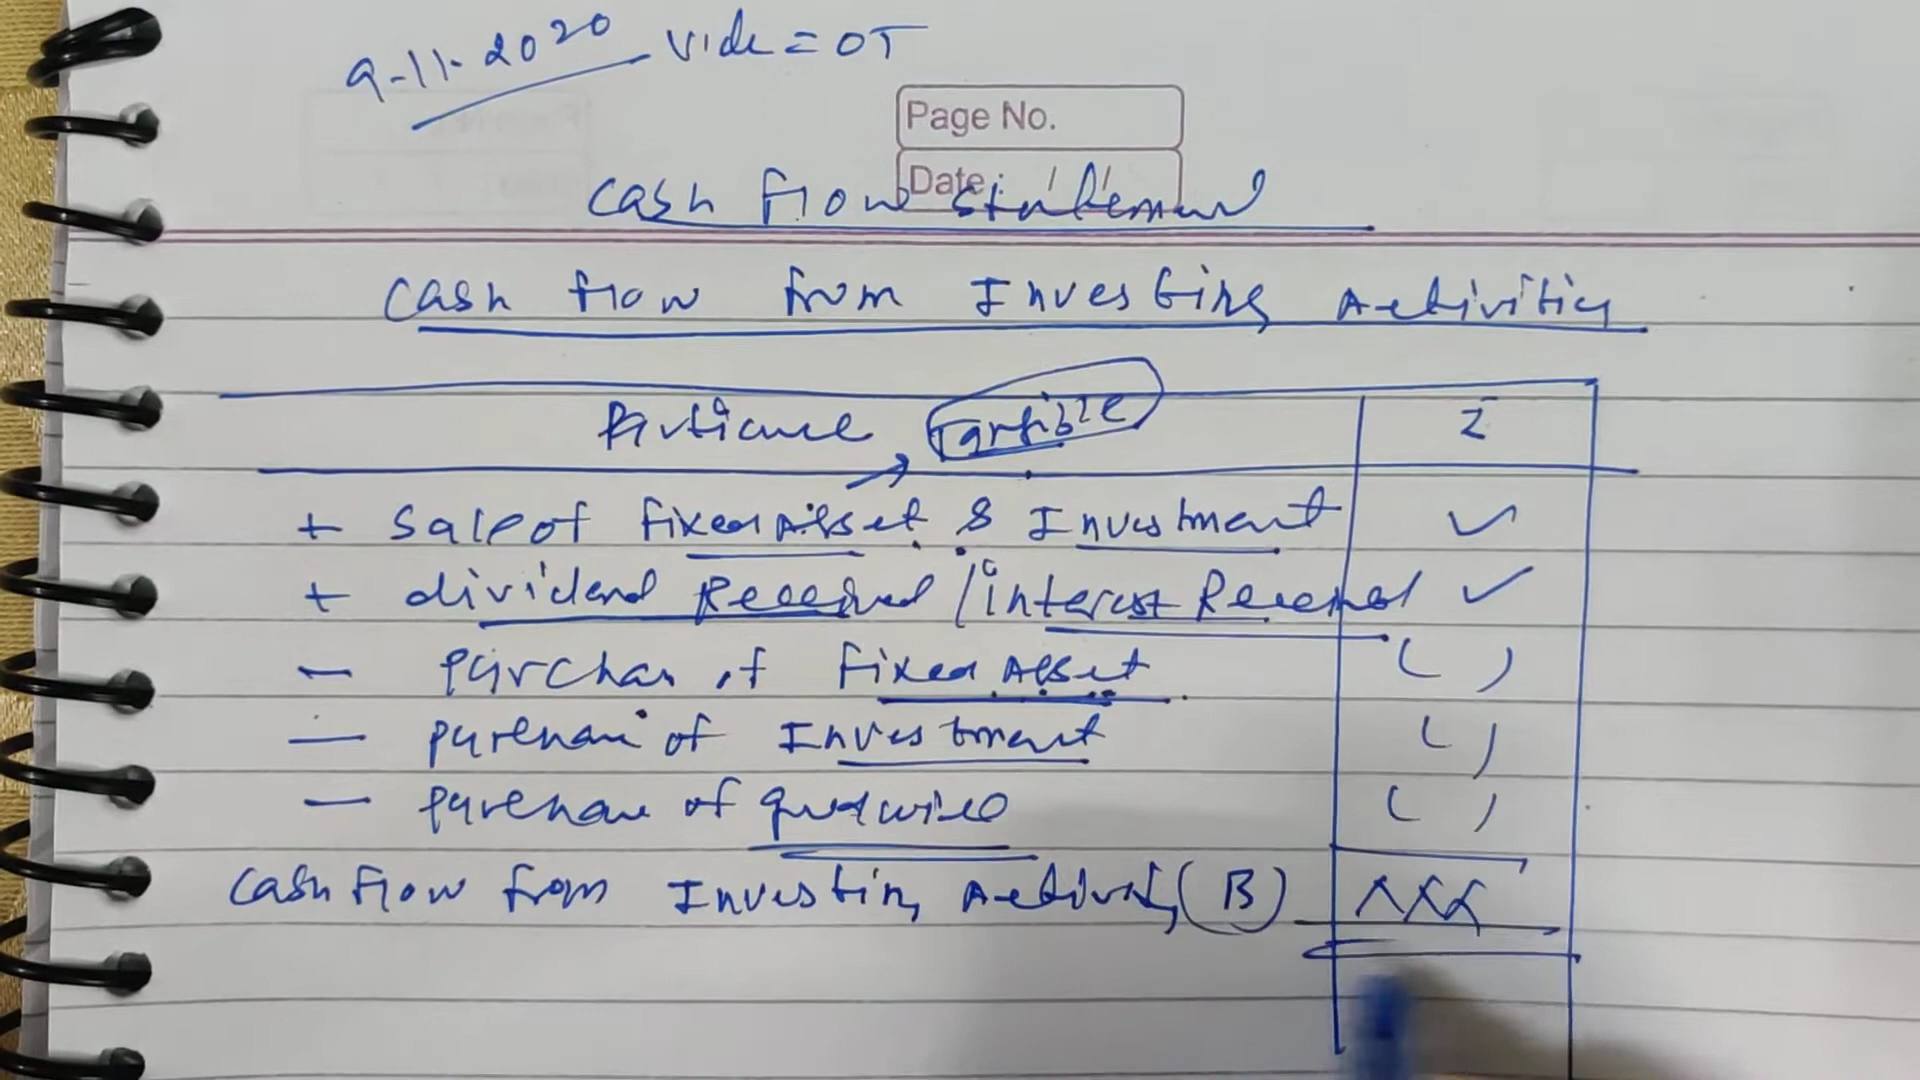 9-11-2020 Vide = OT
Page No.
Date : / /
Cash flow statement
Cash flow from Investing Activities
Particular Tangible ₹
+ Sale of fixed Asset & Investment ✓
+ dividend Received / interest Received ✓
- purchase of fixed Asset ( )
- purchase of Investment ( )
- purchase of goodwill ( )
Cash flow from Investing Activity (B) XXX